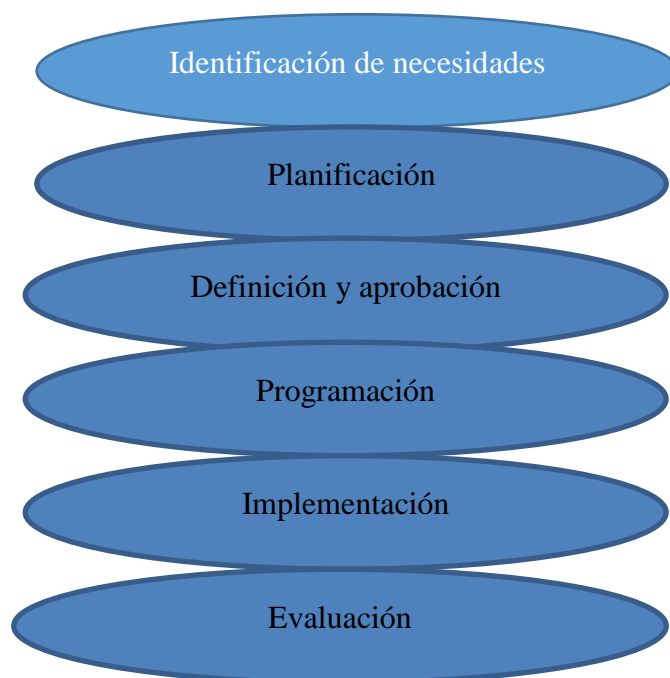 Identificación de necesidades
Planificación
Definición y aprobación
Programación
Implementación
Evaluación